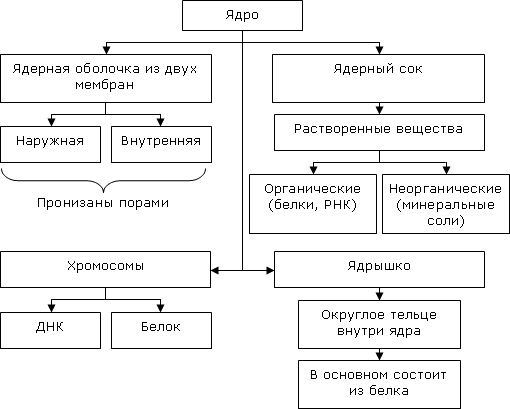 Ядро
Ядерная оболочка из двух
мембран
Ядерный сок
Наружная
Внутренняя
Пронизаны порами
Растворенные вещества
Органические
(белки, РНК)
Неорганические
(минеральные
соли)
Хромосомы
Ядрышко
ДНК
Белок
Округлое тельце
внутри ядра
В основном состоит
из белка